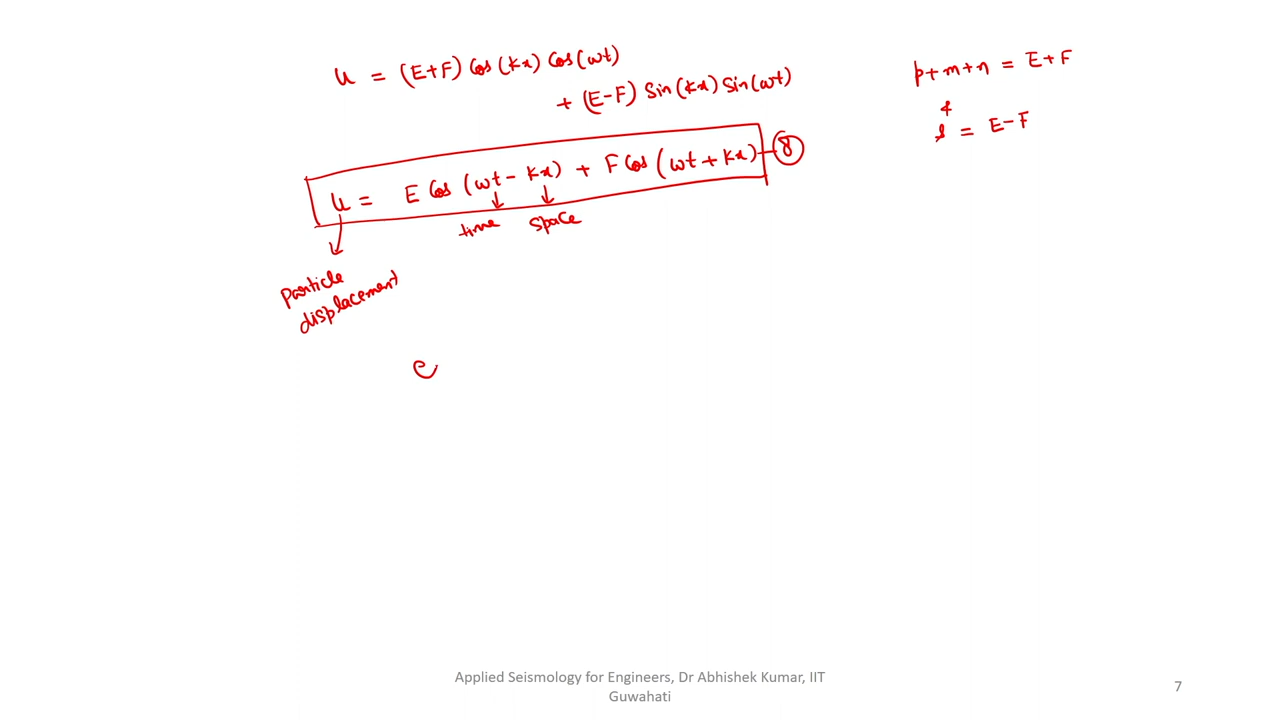 u = (E+F) Cos(kx) Cos(ωt)
+ (E-F) Sin(kx) Sin(ωt)
p+m+n = E+F
&
s = E-F
u = E Cos (ωt - kx) + F Cos (ωt + kx) - 8
time space
Particle
displacement
e
Applied Seismology for Engineers, Dr Abhishek Kumar, IIT
Guwahati
7